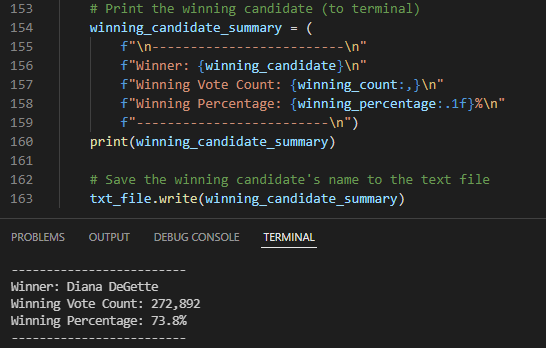 153 # Print the winning candidate (to terminal)
154 winning_candidate_summary = (
155 f"\n-------------------------\n"
156 f"Winner: {winning_candidate}\n"
157 f"Winning Vote Count: {winning_count:,}\n"
158 f"Winning Percentage: {winning_percentage:.1f}%\n"
159 f"-------------------------\n")
160 print(winning_candidate_summary)
161
162 # Save the winning candidate's name to the text file
163 txt_file.write(winning_candidate_summary)
PROBLEMS OUTPUT DEBUG CONSOLE TERMINAL
-------------------------
Winner: Diana DeGette
Winning Vote Count: 272,892
Winning Percentage: 73.8%
-------------------------